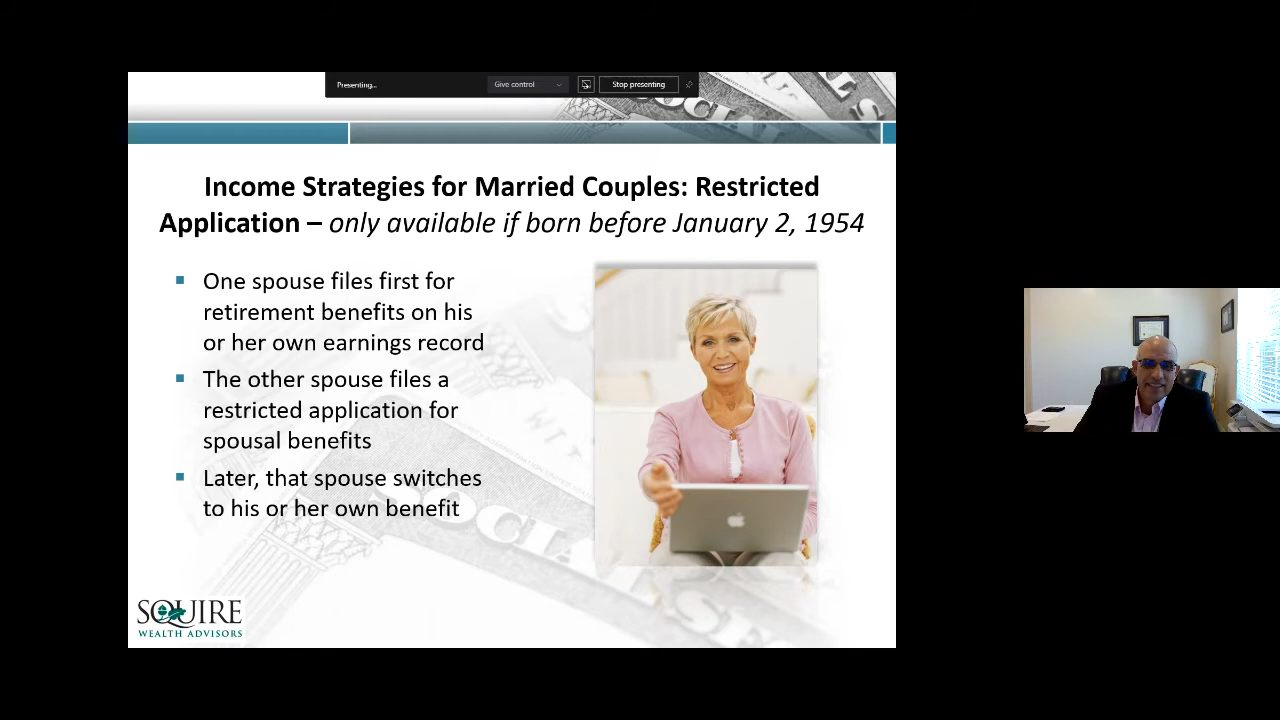 Presenting...
Give control
Stop presenting
SOCIAL
Income Strategies for Married Couples: Restricted
Application – only available if born before January 2, 1954
One spouse files first for
retirement benefits on his
or her own earnings record
The other spouse files a
restricted application for
spousal benefits
Later, that spouse switches
to his or her own benefit
SOCIAL
SQUIRE
WEALTH ADVISORS